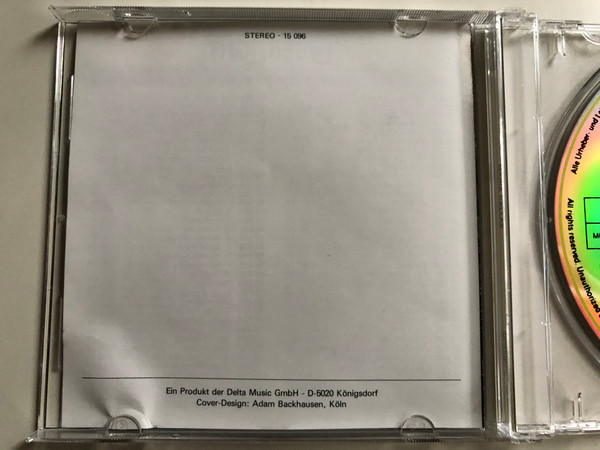 STEREO · 15 096
Ein Produkt der Delta Music GmbH - D-5020 Königsdorf
Cover-Design: Adam Backhausen, Köln
Alle Urheber- und
All rights reserved. Unauthorized